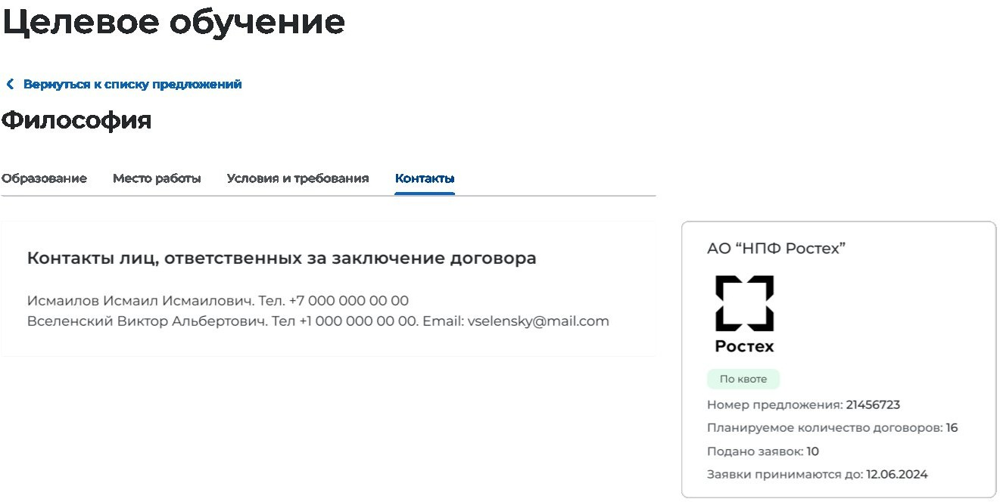 Целевое обучение
Вернуться к списку предложений
Философия
Образование Место работы Условия и требования Контакты
Контакты лиц, ответственных за заключение договора
Исмаилов Исмаил Исмаилович. Тел. +7 000 000 00 00
Вселенский Виктор Альбертович. Тел +1 000 000 00 00. Email: vselensky@mail.com
АО “НПФ Ростех”
Ростех
По квоте
Номер предложения: 21456723
Планируемое количество договоров: 16
Подано заявок: 10
Заявки принимаются до: 12.06.2024